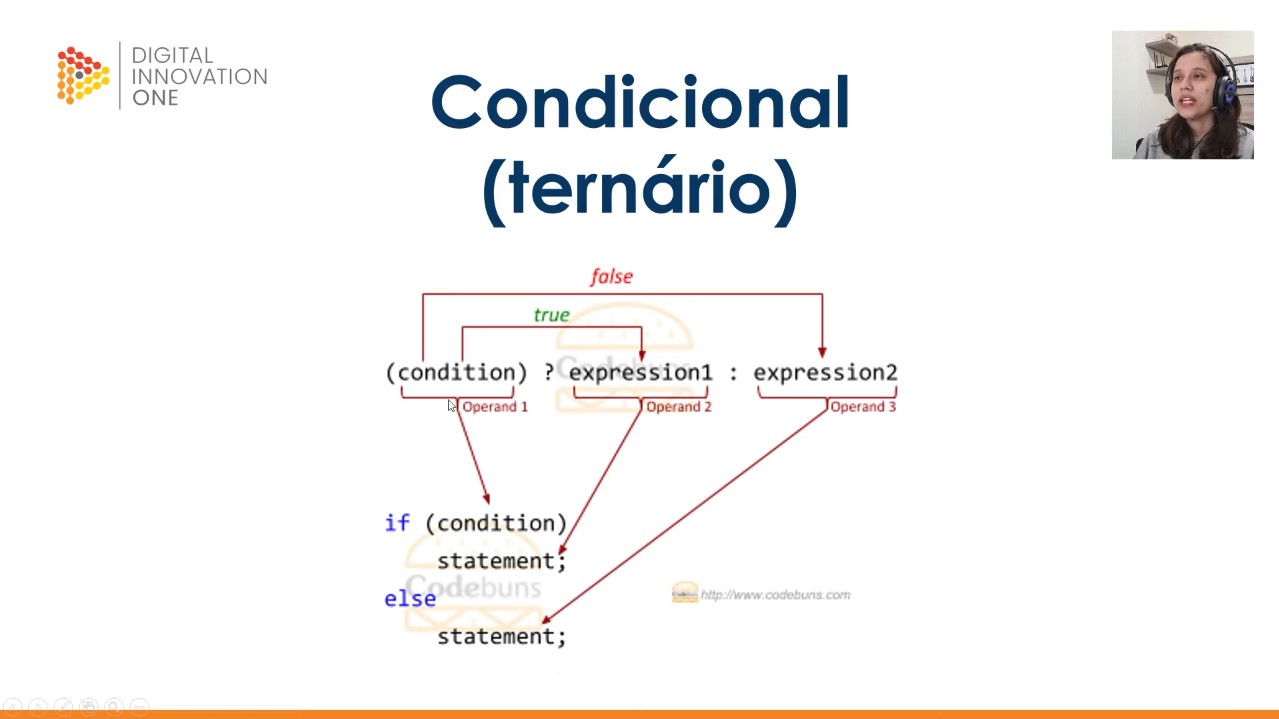 DIGITAL
INNOVATION
ONE
Condicional
(ternário)
false
true
(condition) ? expression1 : expression2
Operand 1
Operand 2
Operand 3
if (condition)
statement;
else
statement;
Codebuns
Codebuns
http://www.codebuns.com